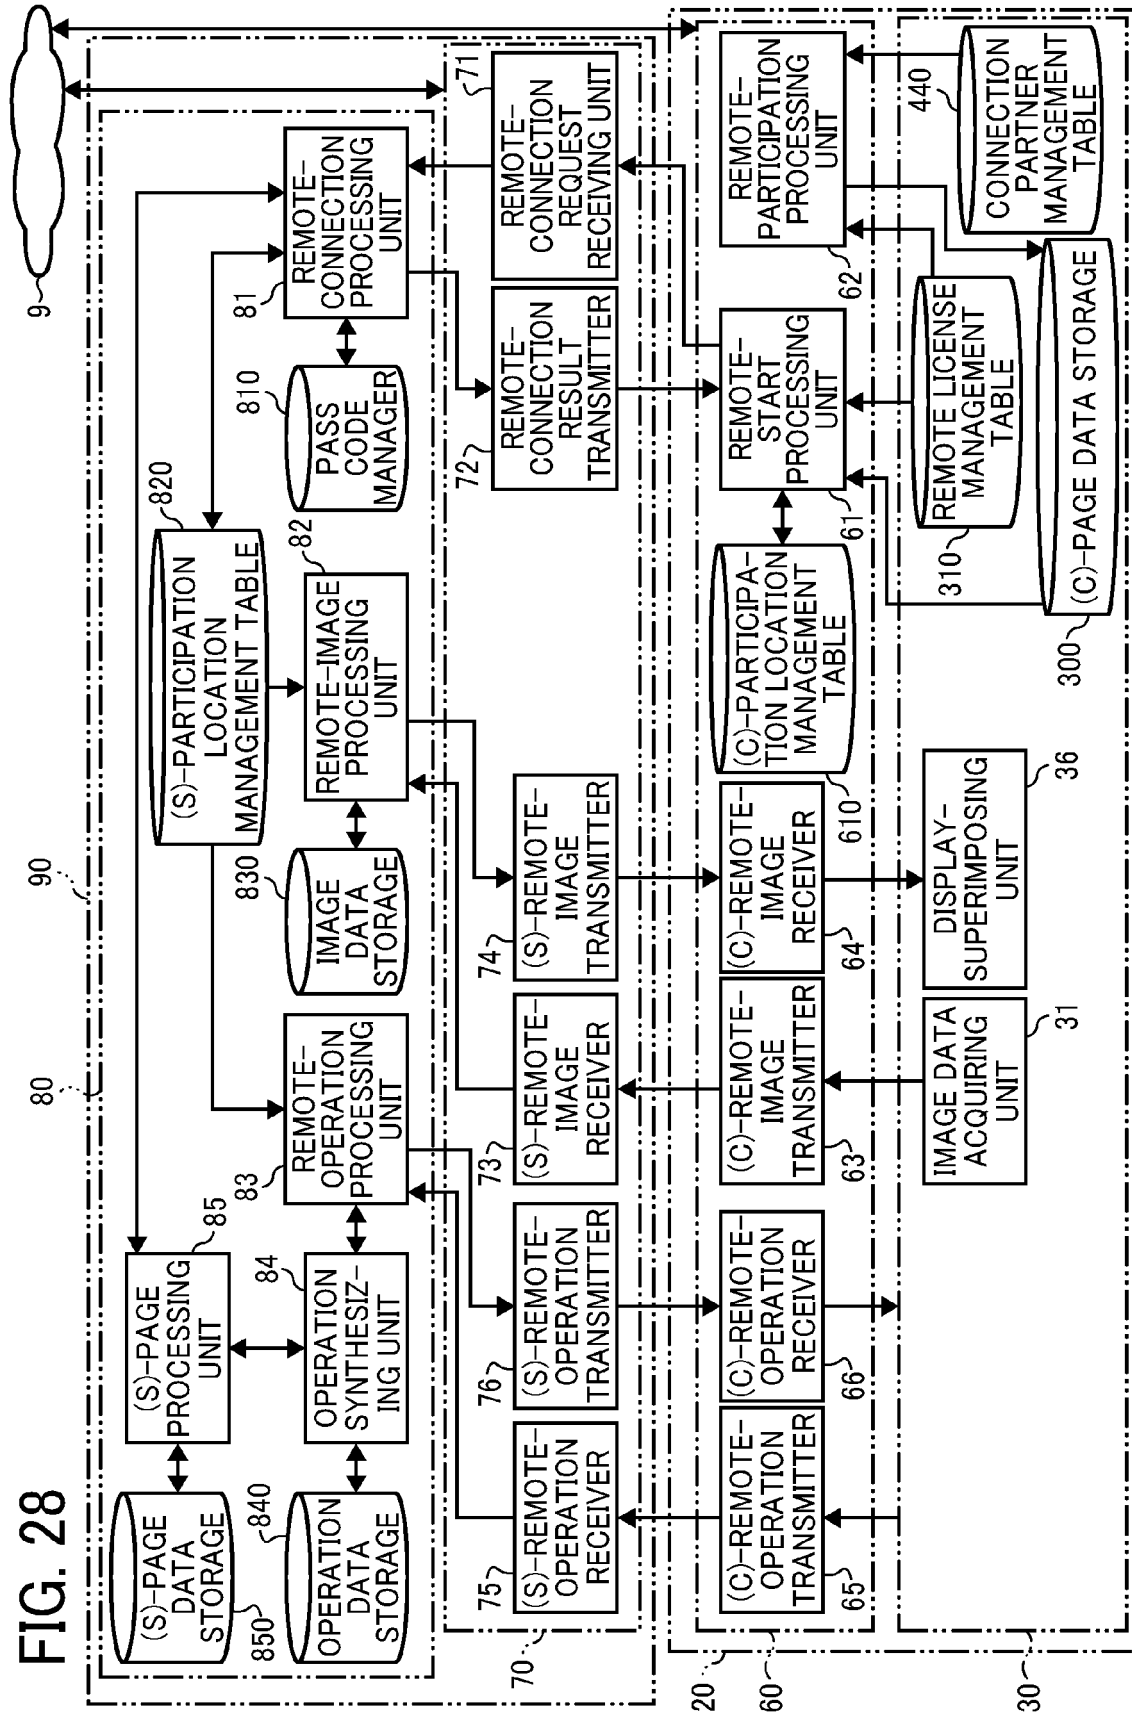 FIG. 28
90
80
9
(S)-PAGE
DATA
STORAGE
850
(S)-PAGE
PROCESSING
UNIT
85
(S)-PARTICIPATION
LOCATION
MANAGEMENT TABLE
820
OPERATION
DATA
STORAGE
840
OPERATION
SYNTHESIZ-
ING UNIT
84
REMOTE-
OPERATION
PROCESSING
UNIT
83
IMAGE
DATA
STORAGE
830
REMOTE-IMAGE
PROCESSING
UNIT
82
PASS
CODE
MANAGER
810
REMOTE-
CONNECTION
PROCESSING
UNIT
81
70
75
(S)-REMOTE-
OPERATION
RECEIVER
76
(S)-REMOTE-
OPERATION
TRANSMITTER
73
(S)-REMOTE-
IMAGE
RECEIVER
74
(S)-REMOTE-
IMAGE
TRANSMITTER
72
REMOTE-
CONNECTION
RESULT
TRANSMITTER
71
REMOTE-
CONNECTION
REQUEST
RECEIVING UNIT
20
60
(C)-REMOTE-
OPERATION
TRANSMITTER
65
(C)-REMOTE-
OPERATION
RECEIVER
66
(C)-REMOTE-
IMAGE
TRANSMITTER
63
(C)-REMOTE-
IMAGE
RECEIVER
64
(C)-PARTICIPA-
TION LOCATION
MANAGEMENT
TABLE
610
REMOTE-
START
PROCESSING
UNIT
61
REMOTE-
PARTICIPATION
PROCESSING
UNIT
62
30
IMAGE DATA
ACQUIRING
UNIT
31
DISPLAY-
SUPERIMPOSING
UNIT
36
REMOTE LICENSE
MANAGEMENT
TABLE
310
CONNECTION
PARTNER
MANAGEMENT
TABLE
440
(C)-PAGE DATA STORAGE
300